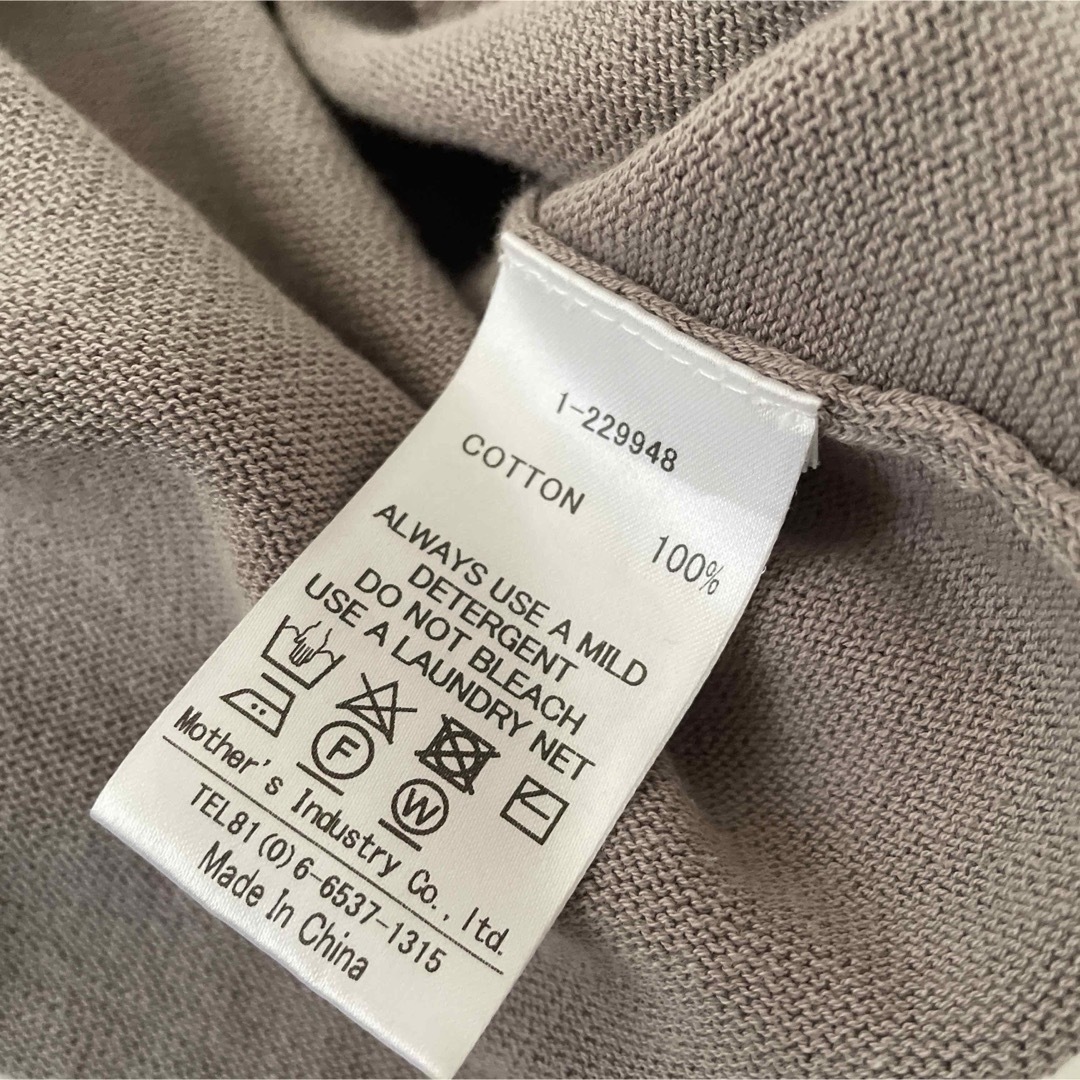 1-229948
COTTON 100%
ALWAYS USE A MILD
DETERGENT
DO NOT BLEACH
USE A LAUNDRY NET
F
W
Mother's Industry Co., ltd.
TEL81(0)6-6537-1315
Made In China